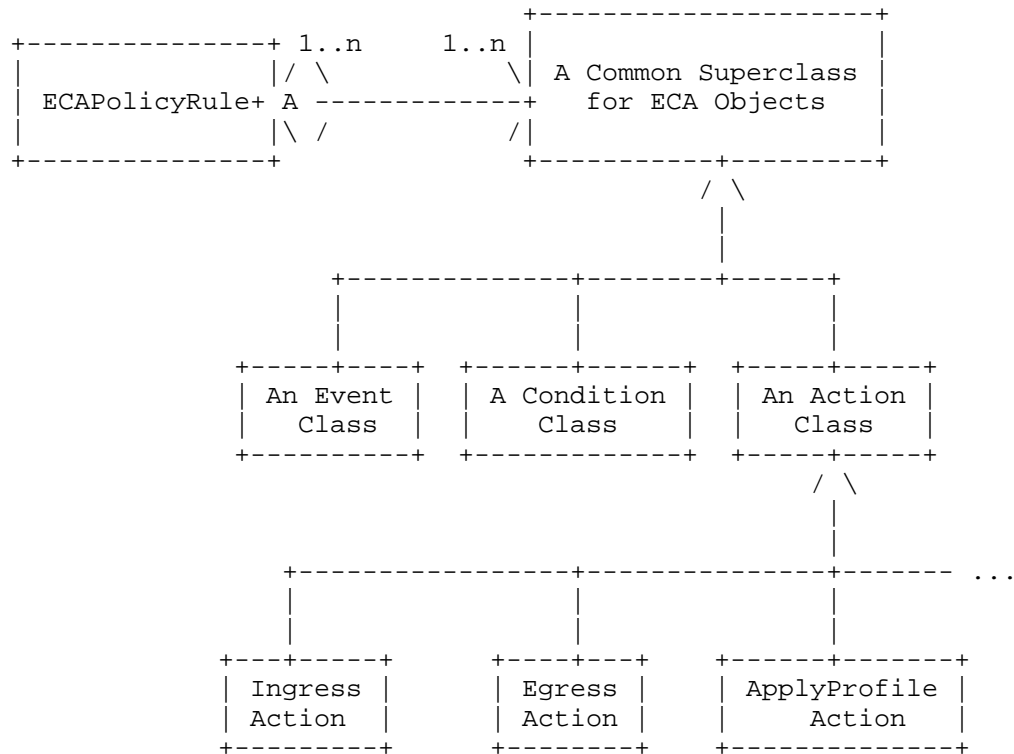 1..n 1..n
A Common Superclass
ECAPolicyRule A for ECA Objects
An Event A Condition An Action
Class Class Class
...
Ingress Egress ApplyProfile
Action Action Action